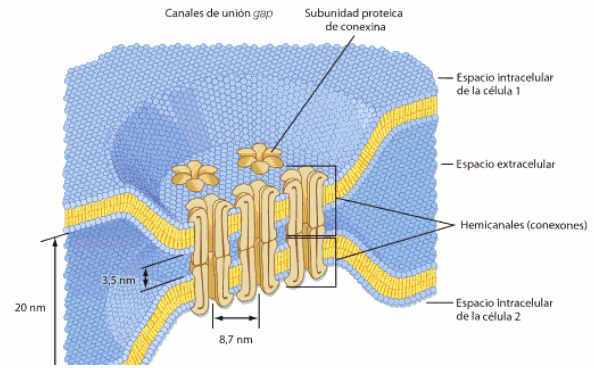 Canales de unión gap
Subunidad proteica
de conexina
Espacio intracelular
de la célula 1
Espacio extracelular
Hemicanales (conexones)
3,5 nm
20 nm
Espacio intracelular
de la célula 2
8,7 nm